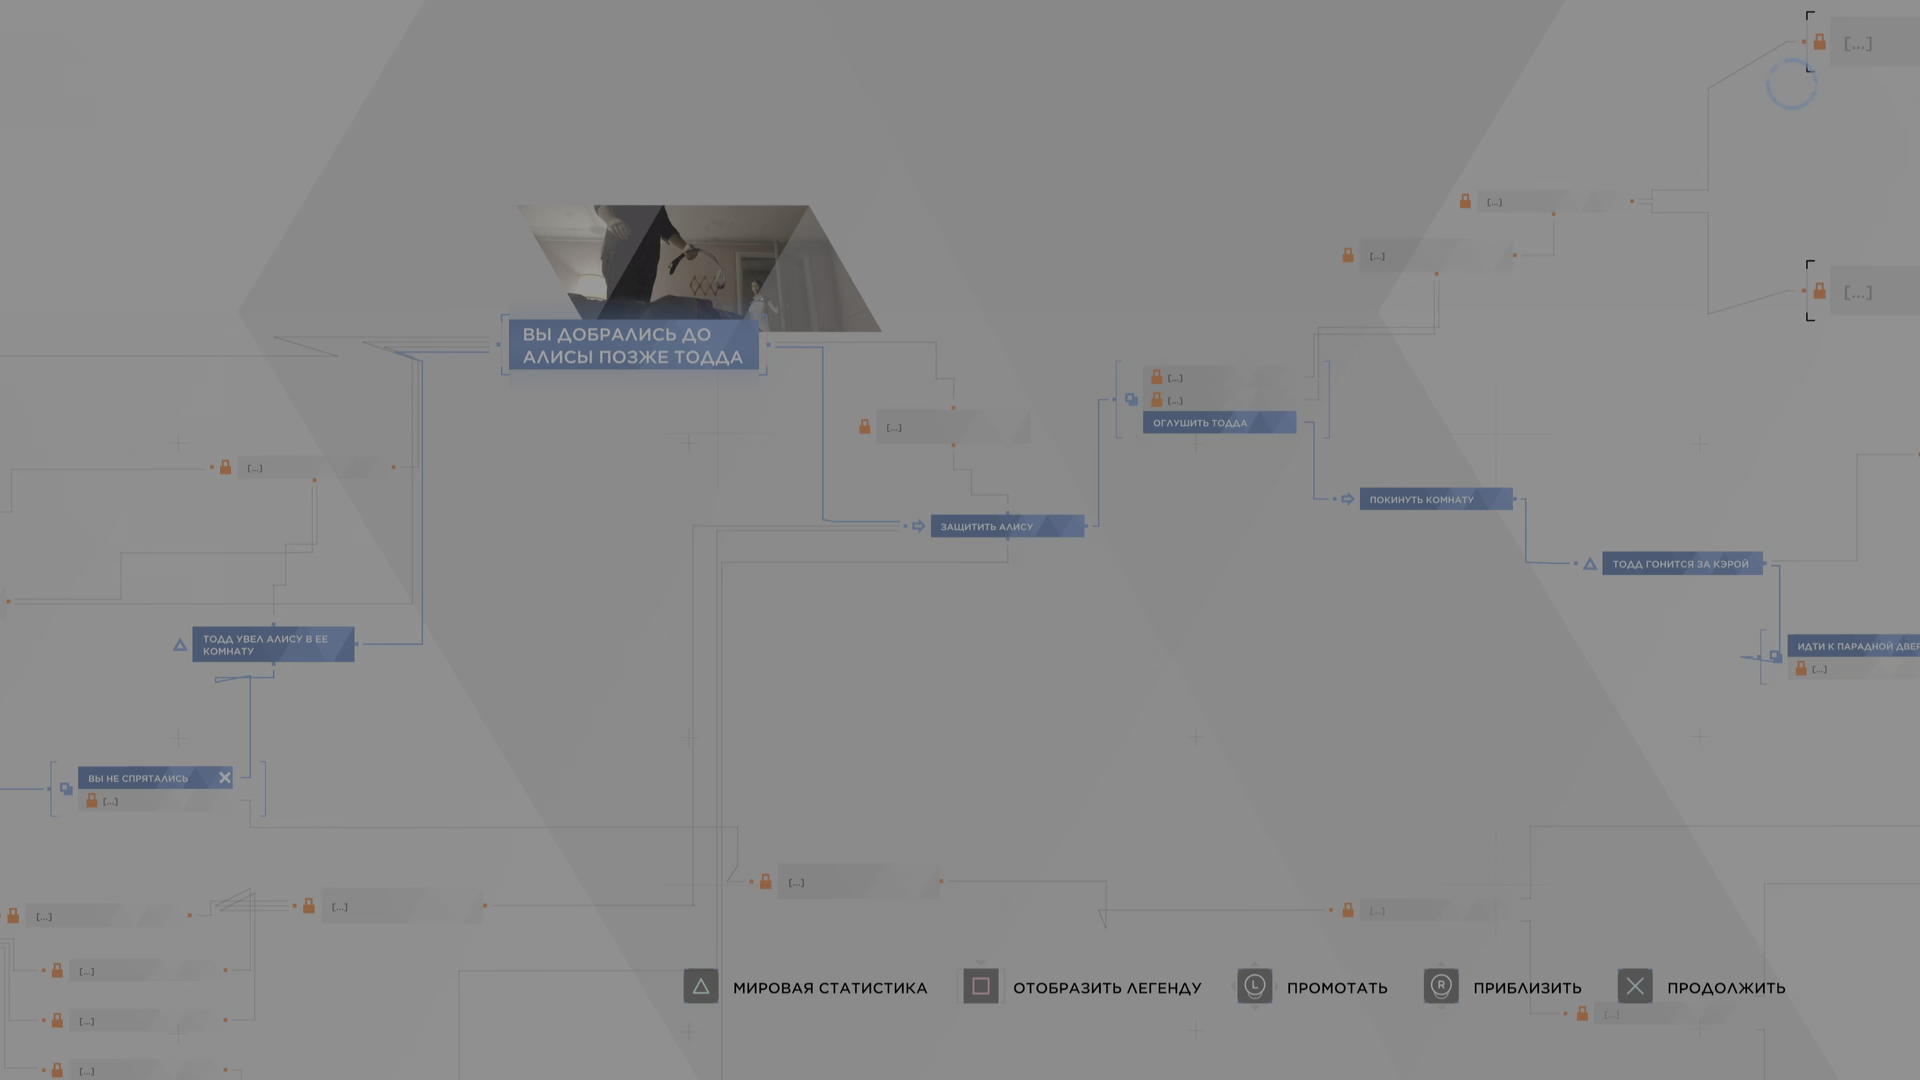 [...]
[...]
[...]
[...]
ВЫ ДОБРАЛИСЬ ДО
АЛИСЫ ПОЗЖЕ ТОДДА
[...]
[...]
ОГЛУШИТЬ ТОДДА
[...]
[...]
ПОКИНУТЬ КОМНАТУ
ЗАЩИТИТЬ АЛИСУ
ТОДД ГОНИТСЯ ЗА КЭРОЙ
ТОДД УВЕЛ АЛИСУ В ЕЕ
КОМНАТУ
ИДТИ К ПАРАДНОЙ ДВЕР
[...]
ВЫ НЕ СПРЯТАЛИСЬ
[...]
[...]
[...]
[...]
[...]
[...]
[...]
[...]
[...]
МИРОВАЯ СТАТИСТИКА
ОТОБРАЗИТЬ ЛЕГЕНДУ
L ПРОМОТАТЬ
R ПРИБЛИЗИТЬ
ПРОДОЛЖИТЬ